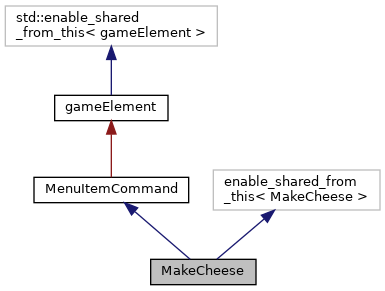 std::enable_shared
_from_this< gameElement >
gameElement
MenuItemCommand
enable_shared_from
_this< MakeCheese >
MakeCheese